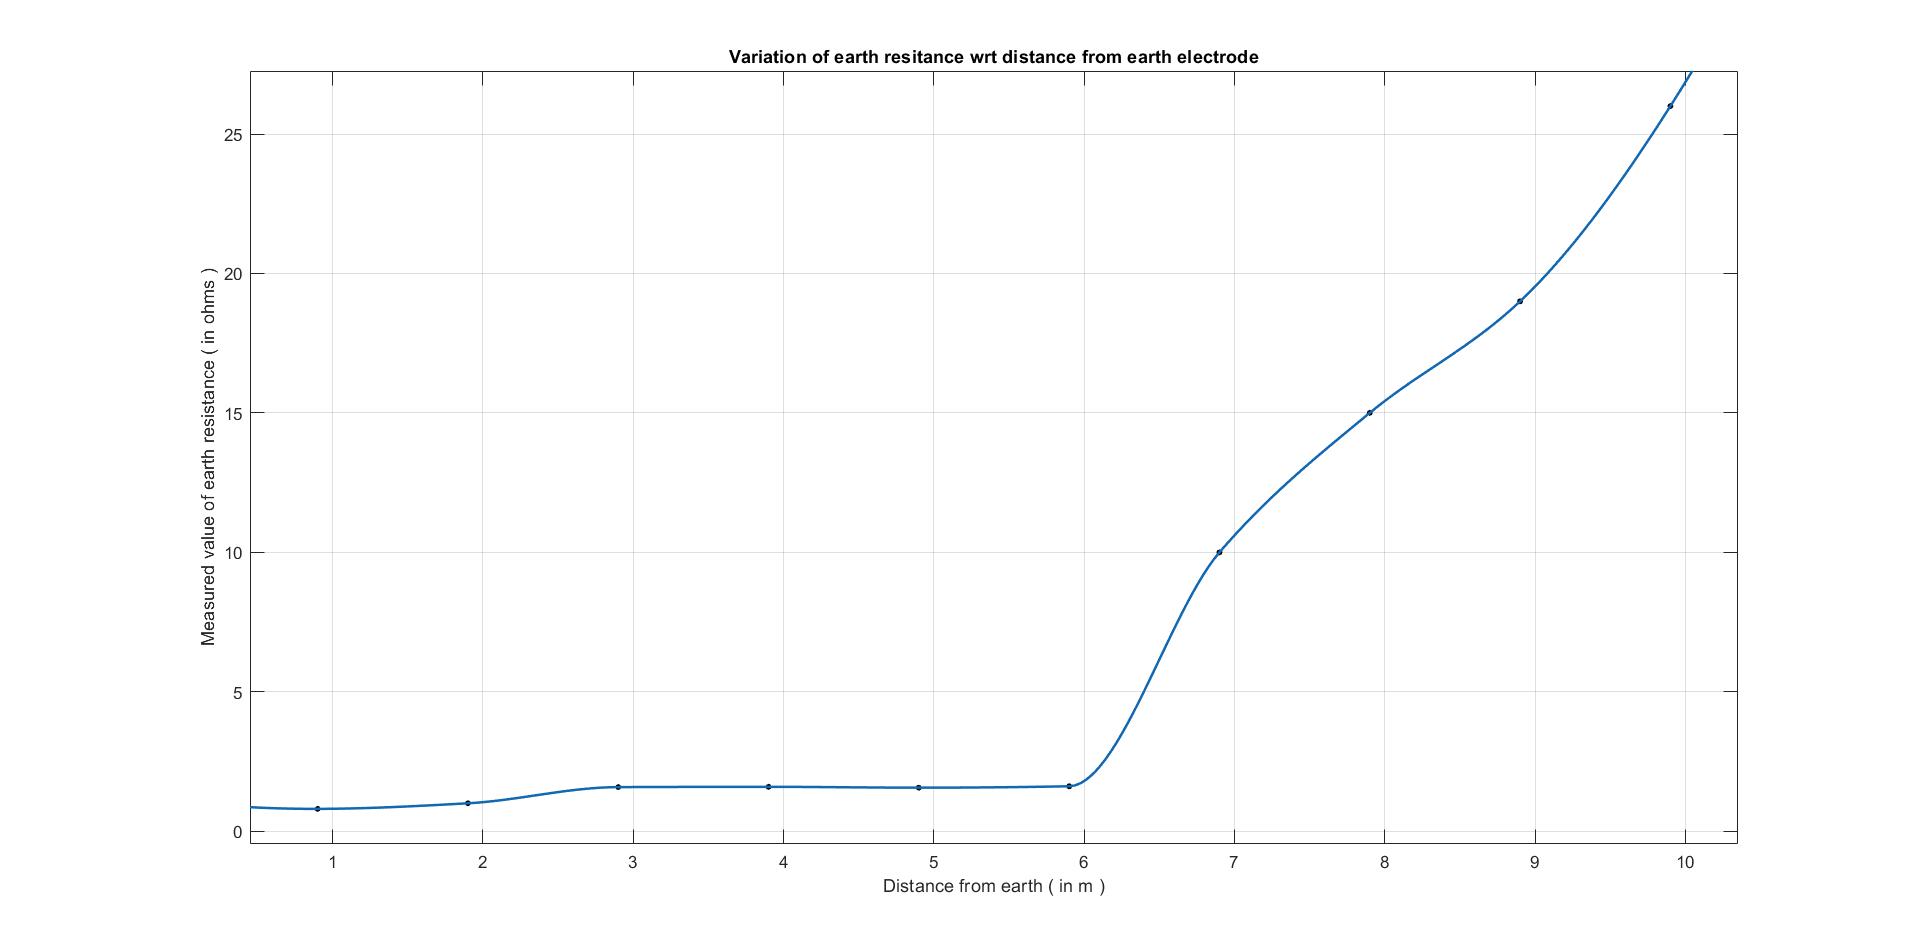 Variation of earth resitance wrt distance from earth electrode
Measured value of earth resistance ( in ohms )
25
20
15
10
5
0
1 2 3 4 5 6 7 8 9 10
Distance from earth ( in m )